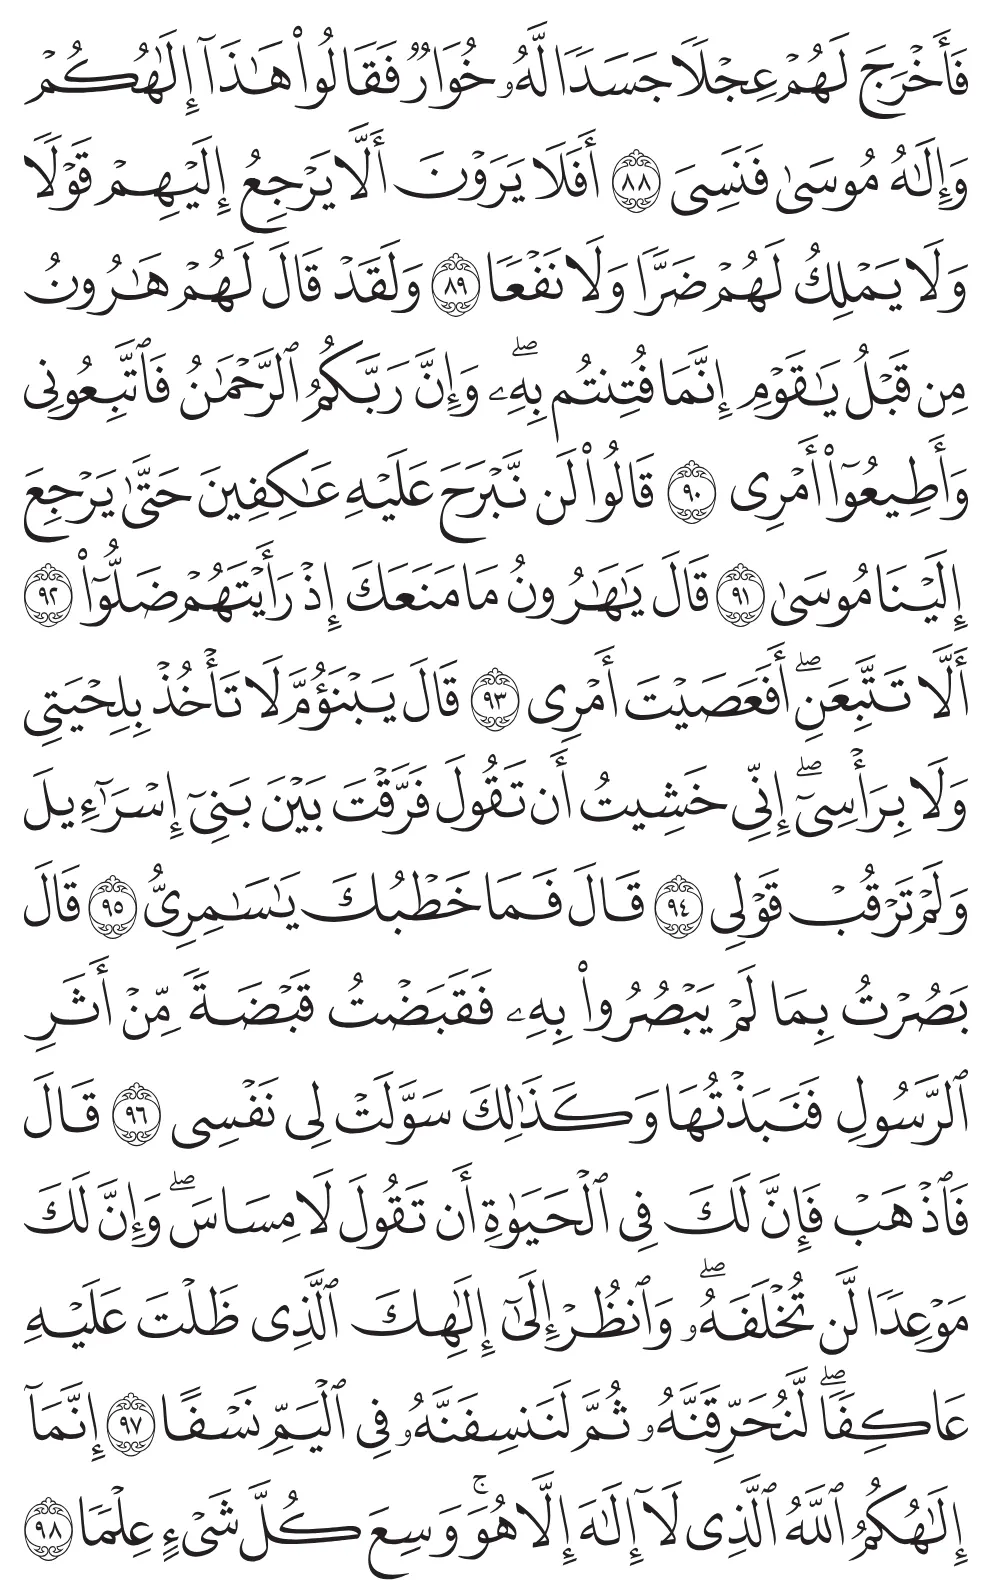 فَأَخۡرَجَ لَهُمۡ عِجۡلٗا جَسَدٗا لَّهُۥ خُوَارٞ فَقَالُواْ هَٰذَآ إِلَٰهُكُمۡ
وَإِلَٰهُ مُوسَىٰ فَنَسِيَ ٨٨ أَفَلَا يَرَوۡنَ أَلَّا يَرۡجِعُ إِلَيۡهِمۡ قَوۡلٗا
وَلَا يَمۡلِكُ لَهُمۡ ضَرّٗا وَلَا نَفۡعٗا ٨٩ وَلَقَدۡ قَالَ لَهُمۡ هَٰرُونُ
مِن قَبۡلُ يَٰقَوۡمِ إِنَّمَا فُتِنتُم بِهِۦۖ وَإِنَّ رَبَّكُمُ ٱلرَّحۡمَٰنُ فَٱتَّبِعُونِي
وَأَطِيعُوٓاْ أَمۡرِي ٩٠ قَالُواْ لَن نَّبۡرَحَ عَلَيۡهِ عَٰكِفِينَ حَتَّىٰ يَرۡجِعَ
إِلَيۡنَا مُوسَىٰ ٩١ قَالَ يَٰهَٰرُونُ مَا مَنَعَكَ إِذۡ رَأَيۡتَهُمۡ ضَلُّوٓاْ ٩٢
أَلَّا تَتَّبِعَنِۖ أَفَعَصَيۡتَ أَمۡرِي ٩٣ قَالَ يَبۡنَؤُمَّ لَا تَأۡخُذۡ بِلِحۡيَتِي
وَلَا بِرَأۡسِيٓۖ إِنِّي خَشِيتُ أَن تَقُولَ فَرَّقۡتَ بَيۡنَ بَنِيٓ إِسۡرَٰٓءِيلَ
وَلَمۡ تَرۡقُبۡ قَوۡلِي ٩٤ قَالَ فَمَا خَطۡبُكَ يَٰسَٰمِرِيُّ ٩٥ قَالَ
بَصُرۡتُ بِمَا لَمۡ يَبۡصُرُواْ بِهِۦ فَقَبَضۡتُ قَبۡضَةٗ مِّنۡ أَثَرِ
ٱلرَّسُولِ فَنَبَذۡتُهَا وَكَذَٰلِكَ سَوَّلَتۡ لِي نَفۡسِي ٩٦ قَالَ
فَٱذۡهَبۡ فَإِنَّ لَكَ فِي ٱلۡحَيَوٰةِ أَن تَقُولَ لَا مِسَاسَۖ وَإِنَّ لَكَ
مَوۡعِدٗا لَّن تُخۡلَفَهُۥۖ وَٱنظُرۡ إِلَىٰٓ إِلَٰهِكَ ٱلَّذِي ظَلۡتَ عَلَيۡهِ
عَاكِفٗاۖ لَّنُحَرِّقَنَّهُۥ ثُمَّ لَنَنسِفَنَّهُۥ فِي ٱلۡيَمِّ نَسۡفًا ٩٧ إِنَّمَآ
إِلَٰهُكُمُ ٱللَّهُ ٱلَّذِي لَآ إِلَٰهَ إِلَّا هُوَۚ وَسِعَ كُلَّ شَيۡءٍ عِلۡمٗا ٩٨